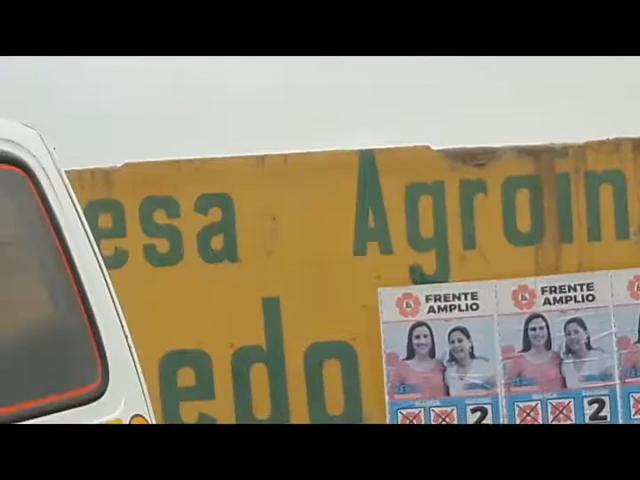 esa Agroin
edo
FRENTE
AMPLIO
2
FRENTE
AMPLIO
2